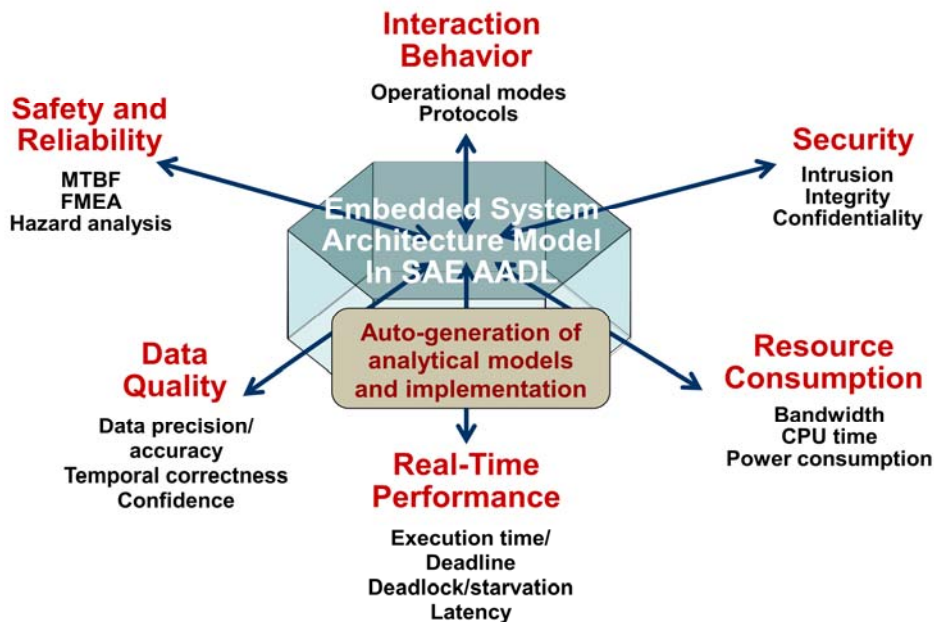 Interaction
Behavior
Operational modes
Protocols
Safety and
Reliability
MTBF
FMEA
Hazard analysis
Security
Intrusion
Integrity
Confidentiality
Embedded System
Architecture Model
In SAE AADL
Auto-generation of
analytical models
and implementation
Data
Quality
Data precision/
accuracy
Temporal correctness
Confidence
Real-Time
Performance
Execution time/
Deadline
Deadlock/starvation
Latency
Resource
Consumption
Bandwidth
CPU time
Power consumption